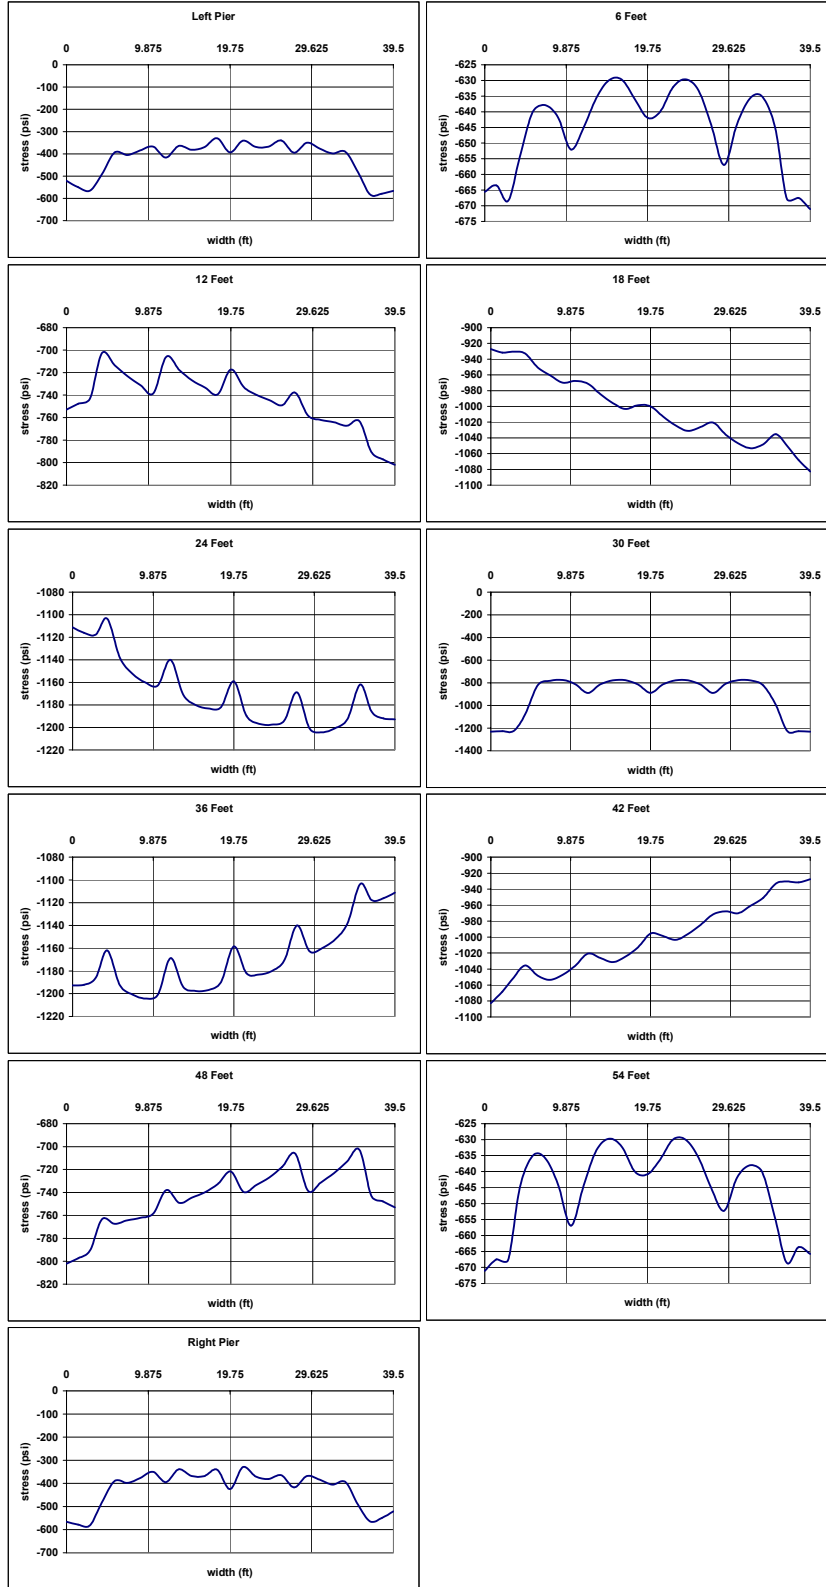 Left Pier
0 9.875 19.75 29.625 39.5
0
-100
-200
-300
-400
-500
-600
-700
stress (psi)
width (ft)
6 Feet
0 9.875 19.75 29.625 39.5
-625
-630
-635
-640
-645
-650
-655
-660
-665
-670
-675
stress (psi)
width (ft)
12 Feet
0 9.875 19.75 29.625 39.5
-680
-700
-720
-740
-760
-780
-800
-820
stress (psi)
width (ft)
18 Feet
0 9.875 19.75 29.625 39.5
-900
-920
-940
-960
-980
-1000
-1020
-1040
-1060
-1080
-1100
stress (psi)
width (ft)
24 Feet
0 9.875 19.75 29.625 39.5
-1080
-1100
-1120
-1140
-1160
-1180
-1200
-1220
stress (psi)
width (ft)
30 Feet
0 9.875 19.75 29.625 39.5
0
-200
-400
-600
-800
-1000
-1200
-1400
stress (psi)
width (ft)
36 Feet
0 9.875 19.75 29.625 39.5
-1080
-1100
-1120
-1140
-1160
-1180
-1200
-1220
stress (psi)
width (ft)
42 Feet
0 9.875 19.75 29.625 39.5
-900
-920
-940
-960
-980
-1000
-1020
-1040
-1060
-1080
-1100
stress (psi)
width (ft)
48 Feet
0 9.875 19.75 29.625 39.5
-680
-700
-720
-740
-760
-780
-800
-820
stress (psi)
width (ft)
54 Feet
0 9.875 19.75 29.625 39.5
-625
-630
-635
-640
-645
-650
-655
-660
-665
-670
-675
stress (psi)
width (ft)
Right Pier
0 9.875 19.75 29.625 39.5
0
-100
-200
-300
-400
-500
-600
-700
stress (psi)
width (ft)